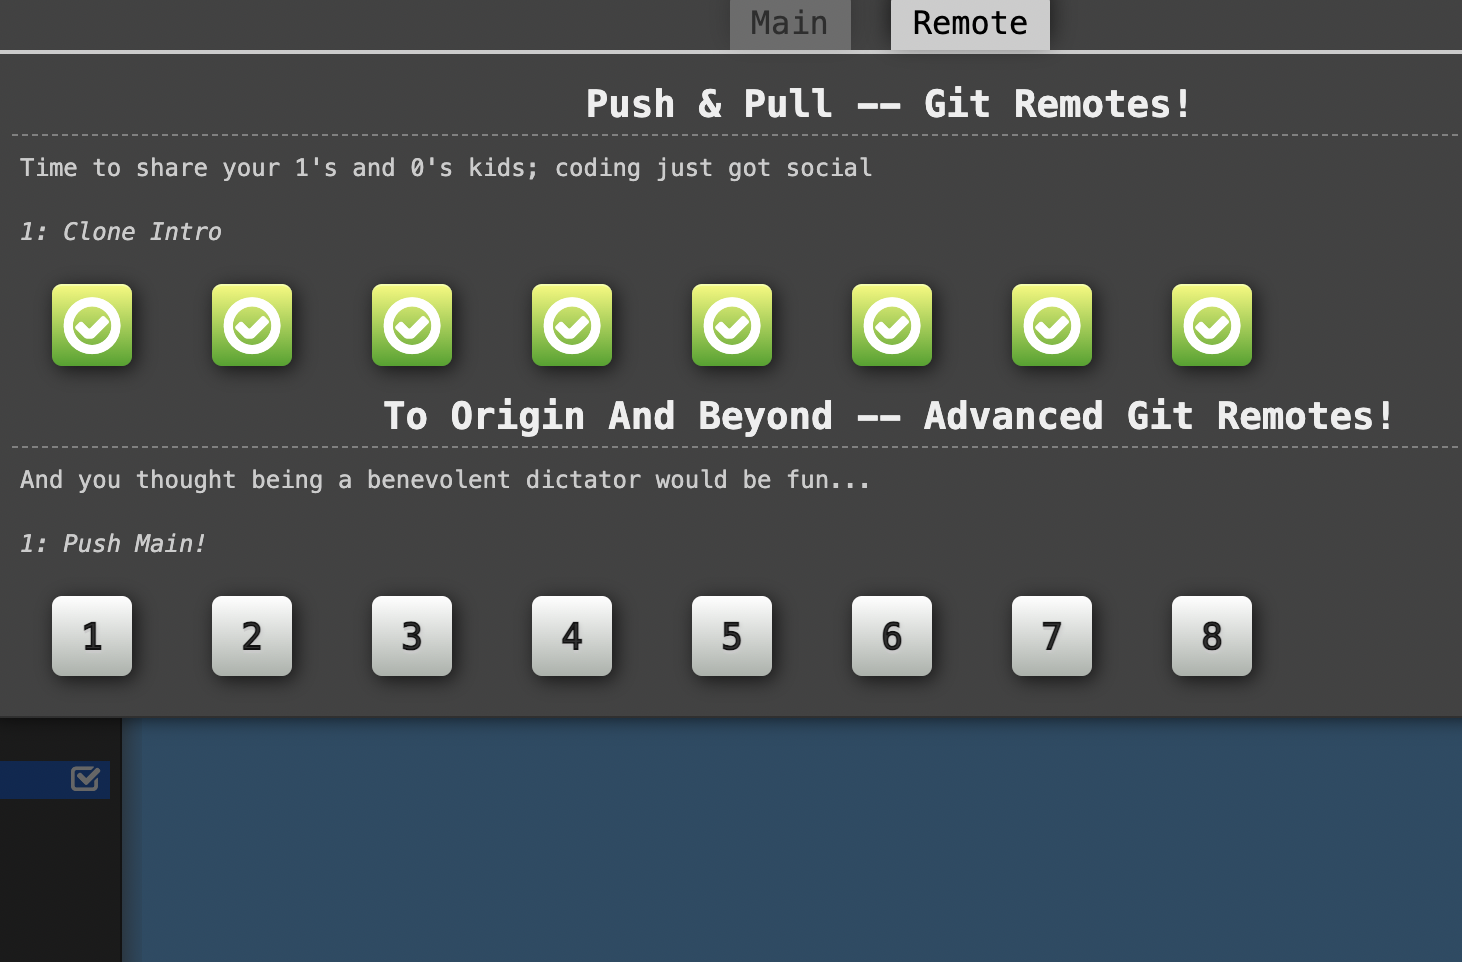 Main Remote
Push & Pull -- Git Remotes!
Time to share your 1's and 0's kids; coding just got social
1: Clone Intro
To Origin And Beyond -- Advanced Git Remotes!
And you thought being a benevolent dictator would be fun...
1: Push Main!
1 2 3 4 5 6 7 8